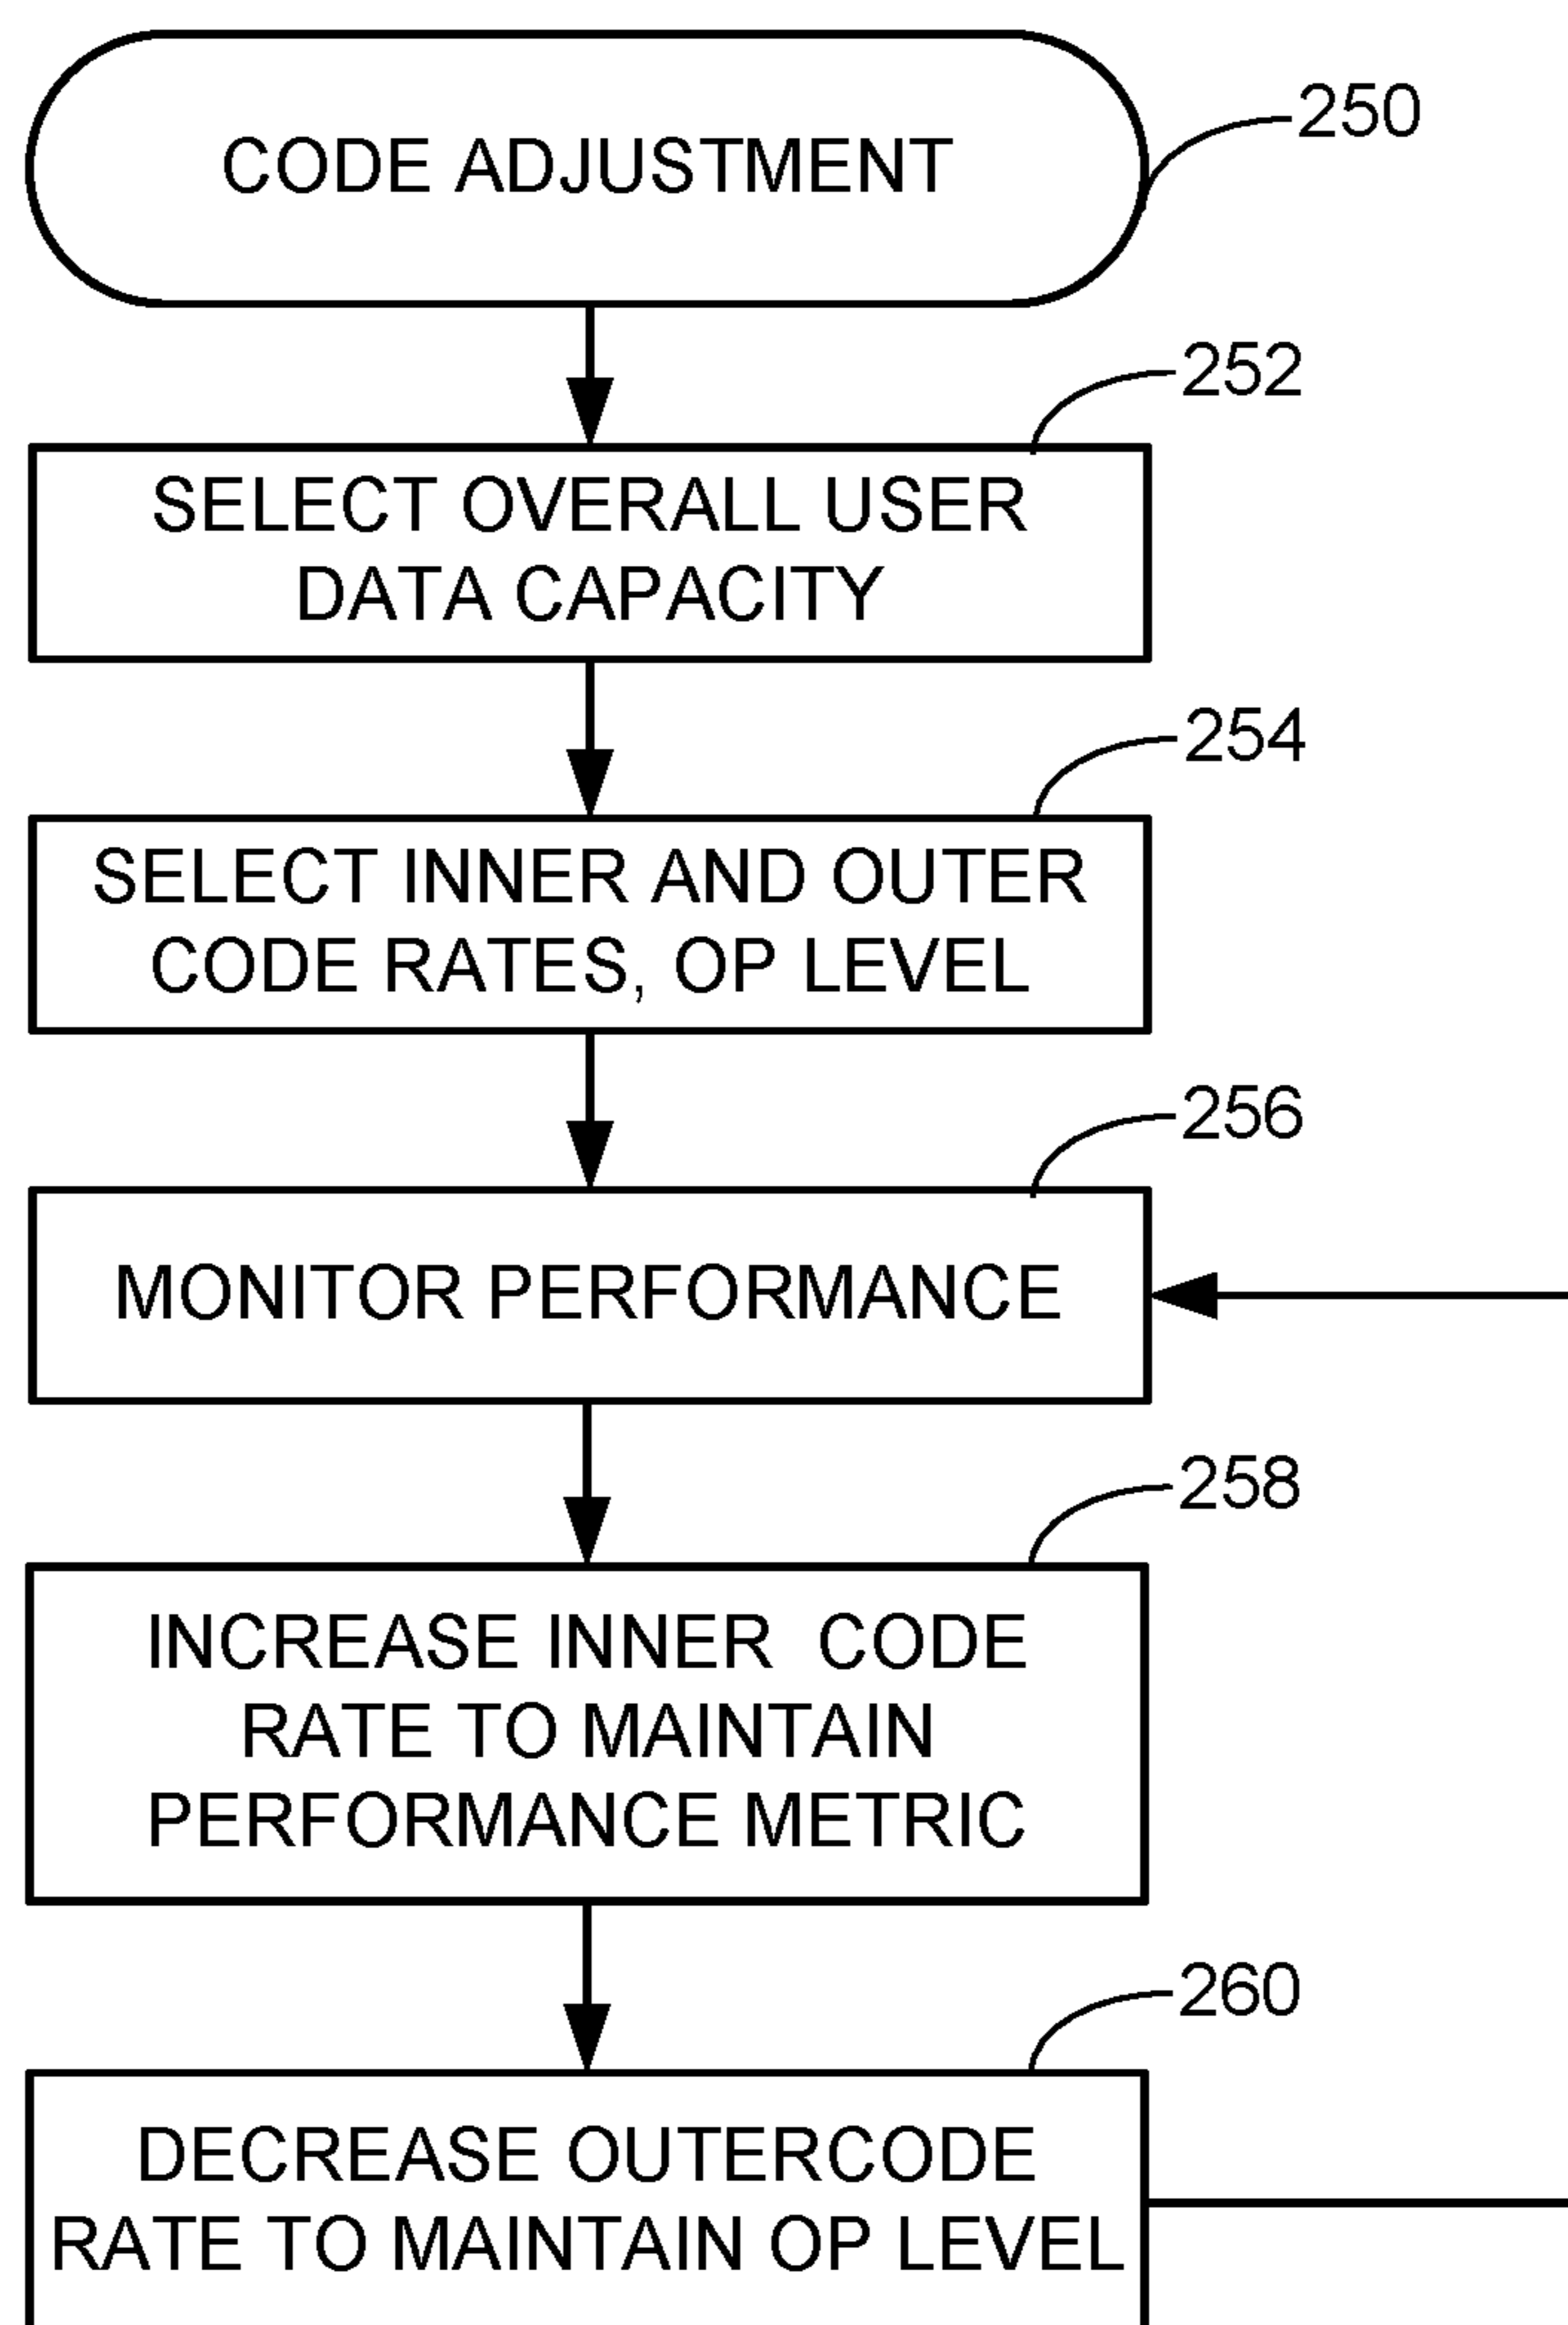 CODE ADJUSTMENT
250
252
SELECT OVERALL USER
DATA CAPACITY
254
SELECT INNER AND OUTER
CODE RATES, OP LEVEL
256
MONITOR PERFORMANCE
258
INCREASE INNER CODE
RATE TO MAINTAIN
PERFORMANCE METRIC
260
DECREASE OUTERCODE
RATE TO MAINTAIN OP LEVEL